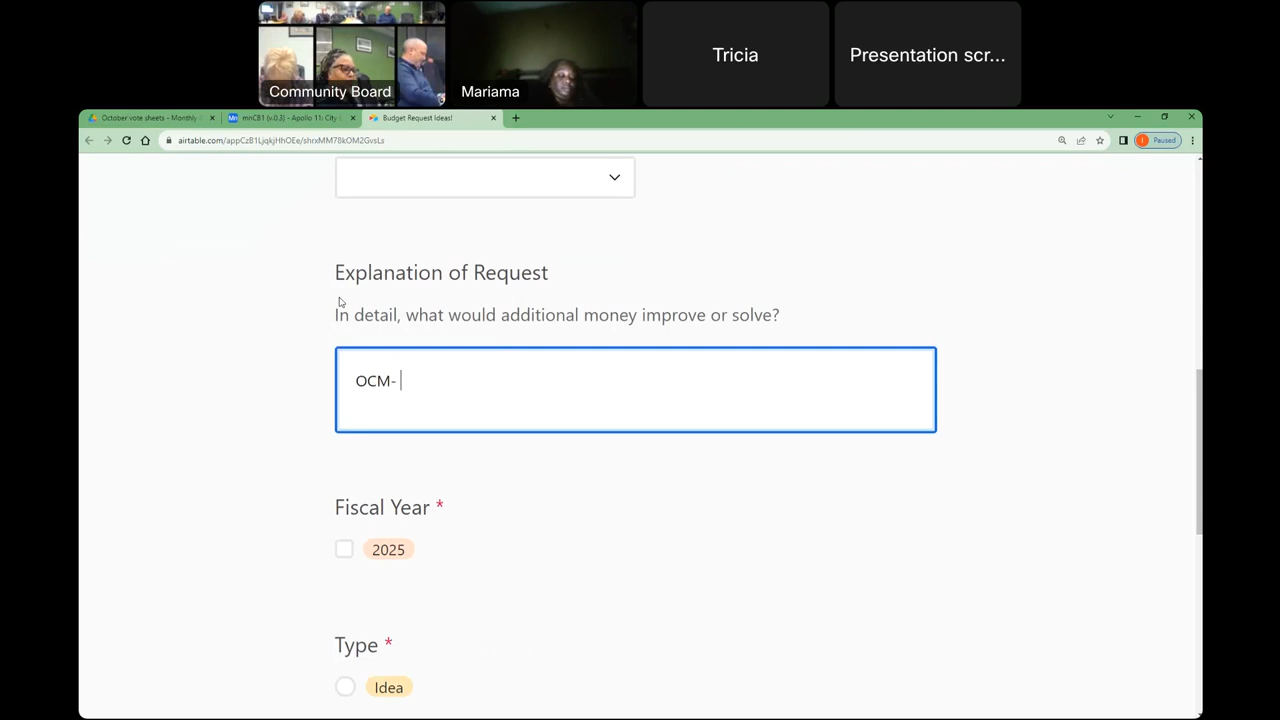 Community Board
Mariama
Tricia
Presentation scr...
October vote sheets - Monthly
mnCB1 (v.0.3) - Apollo 11: City
Budget Request Ideas!
airtable.com/appCzB1LjqkjHhOEe/shrxMM78kOM2GvsLs
Paused
Explanation of Request
In detail, what would additional money improve or solve?
OCM-
Fiscal Year *
2025
Type *
Idea